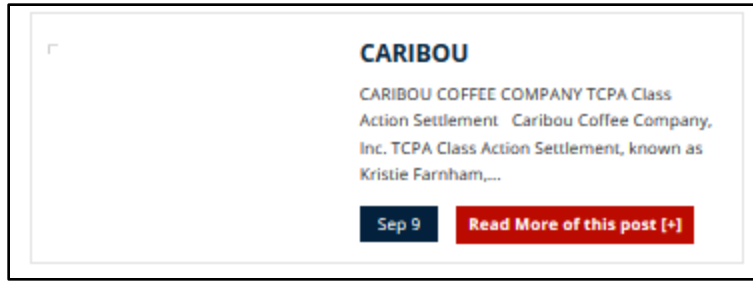 CARIBOU
CARIBOU COFFEE COMPANY TCPA Class
Action Settlement Caribou Coffee Company,
Inc. TCPA Class Action Settlement, known as
Kristie Farnham,...
Sep 9
Read More of this post [+]